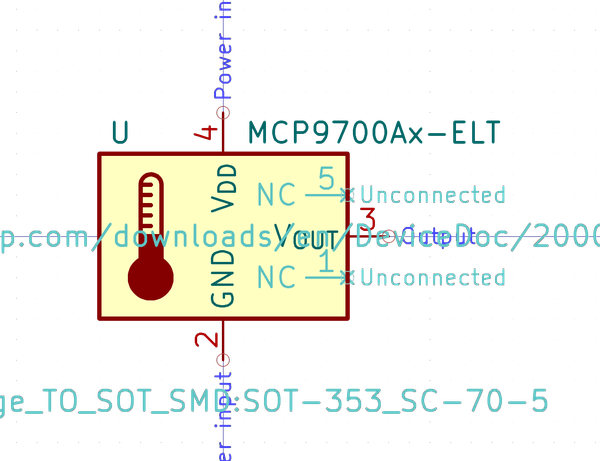 Power in
U
MCP9700Ax-ELT
4
VDD
NC
5
Unconnected
3
VOUT
Output
p.com/downloads/en/DeviceDoc/2000
GND
NC
1
Unconnected
2
er input
ge_TO_SOT_SMD:SOT-353_SC-70-5